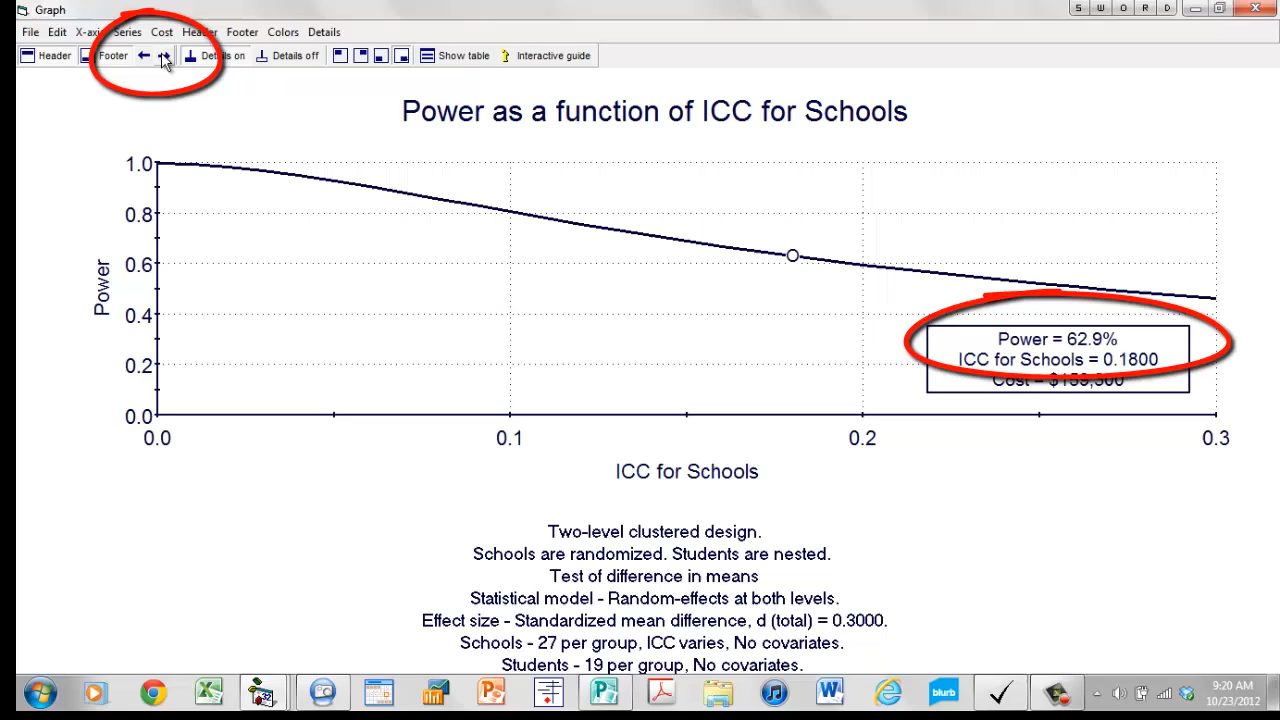 Graph
S W O R D
File Edit X-axis Series Cost Header Footer Colors Details
Header Footer Details on Details off Show table Interactive guide
Power as a function of ICC for Schools
1.0
0.8
0.6
0.4
0.2
0.0
Power
Power = 62.9%
ICC for Schools = 0.1800
Cost = $159,300
0.0 0.1 0.2 0.3
ICC for Schools
Two-level clustered design.
Schools are randomized. Students are nested.
Test of difference in means
Statistical model - Random-effects at both levels.
Effect size - Standardized mean difference, d (total) = 0.3000.
Schools - 27 per group, ICC varies, No covariates.
Students - 19 per group, No covariates.
32
blurb
9:20 AM
10/23/2012